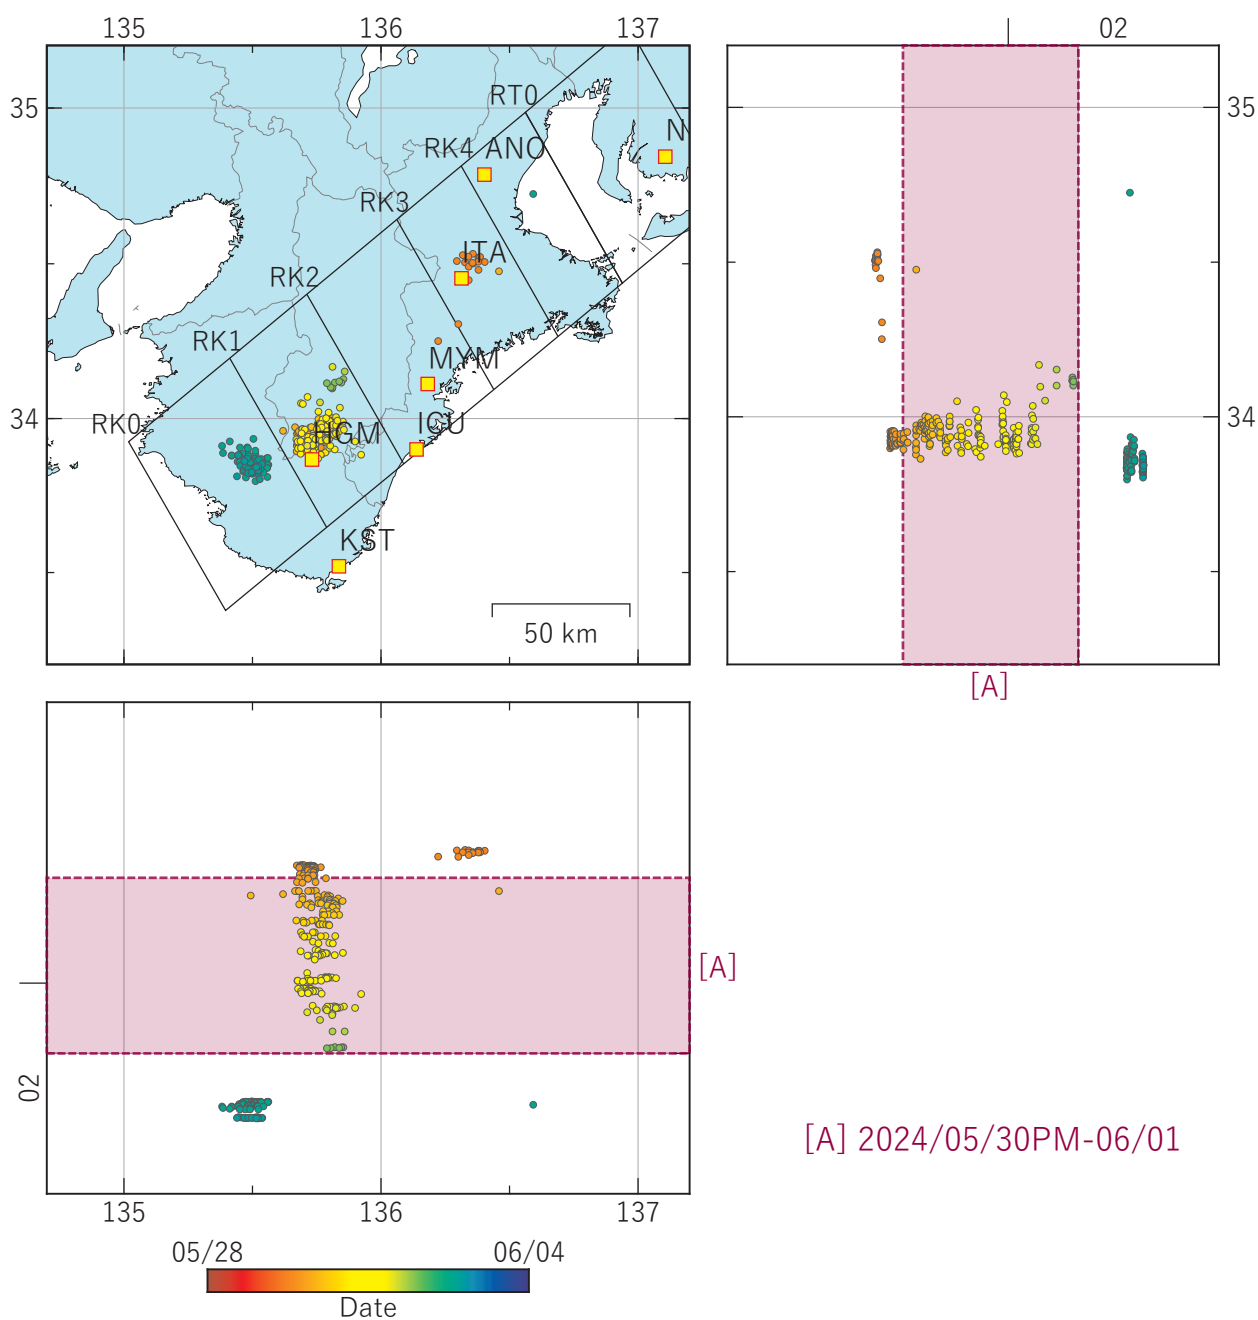 135 136 137
02
35
35
RT0
N
RK4 ANO
RK3
ITA
RK2
RK1
MYM
34
34
RK0
HGM
IGU
KST
50 km
[A]
[A]
02
[A] 2024/05/30PM-06/01
135 136 137
05/28 06/04
Date